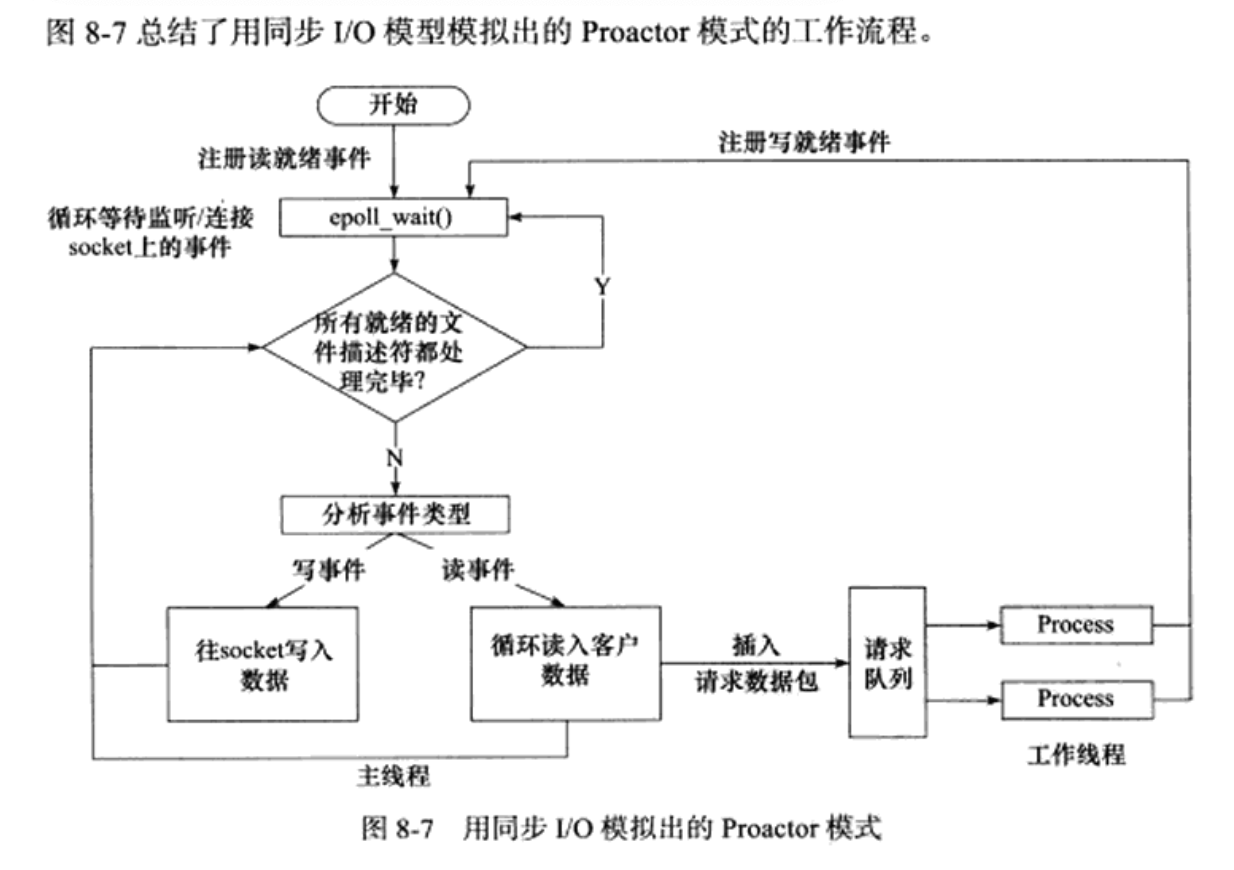 图 8-7 总结了用同步 I/O 模型模拟出的 Proactor 模式的工作流程。
开始
注册读就绪事件
注册写就绪事件
循环等待监听/连接
socket上的事件
epoll_wait()
Y
所有就绪的文
件描述符都处
理完毕?
N
分析事件类型
写事件
读事件
往socket写入
数据
循环读入客户
数据
插入
请求数据包
请求
队列
Process
Process
工作线程
主线程
图 8-7 用同步 I/O 模拟出的 Proactor 模式